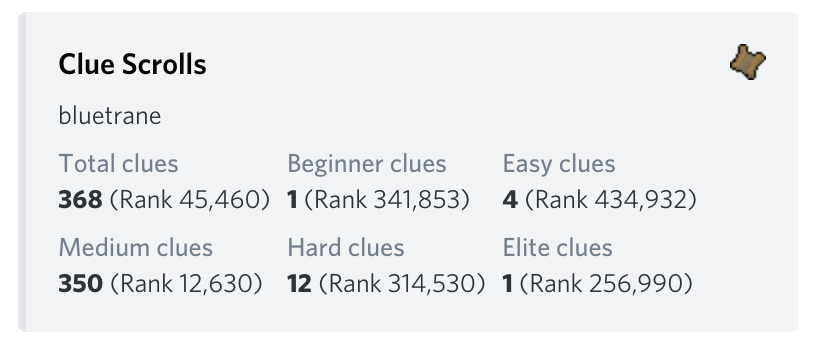 Clue Scrolls
bluetrane
Total clues Beginner clues Easy clues
368 (Rank 45,460) 1 (Rank 341,853) 4 (Rank 434,932)
Medium clues Hard clues Elite clues
350 (Rank 12,630) 12 (Rank 314,530) 1 (Rank 256,990)